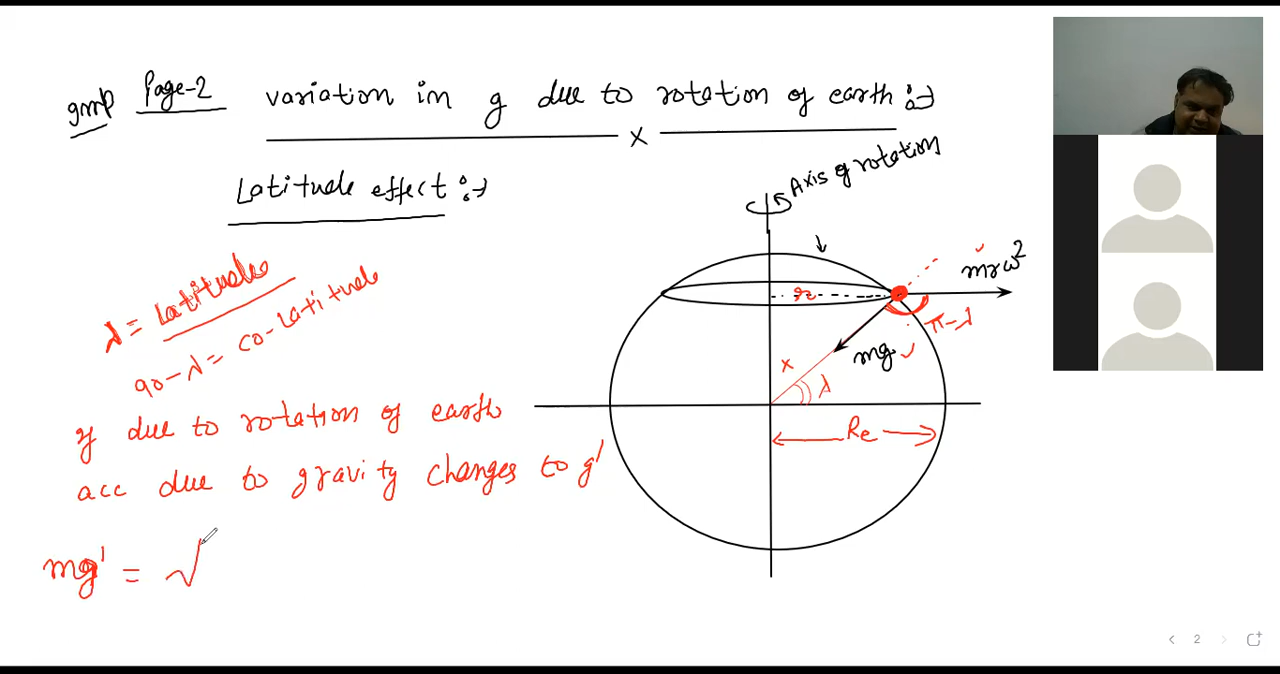 gmp Page-2 variation in g due to rotation of earth :→
x
Latitude effect :→
Axis of rotation
λ = Latitude
90-λ = co-Latitude
mrω²
r
π-λ
mg
x
λ
Re
if due to rotation of earth
acc due to gravity changes to g'
mg' = √
2